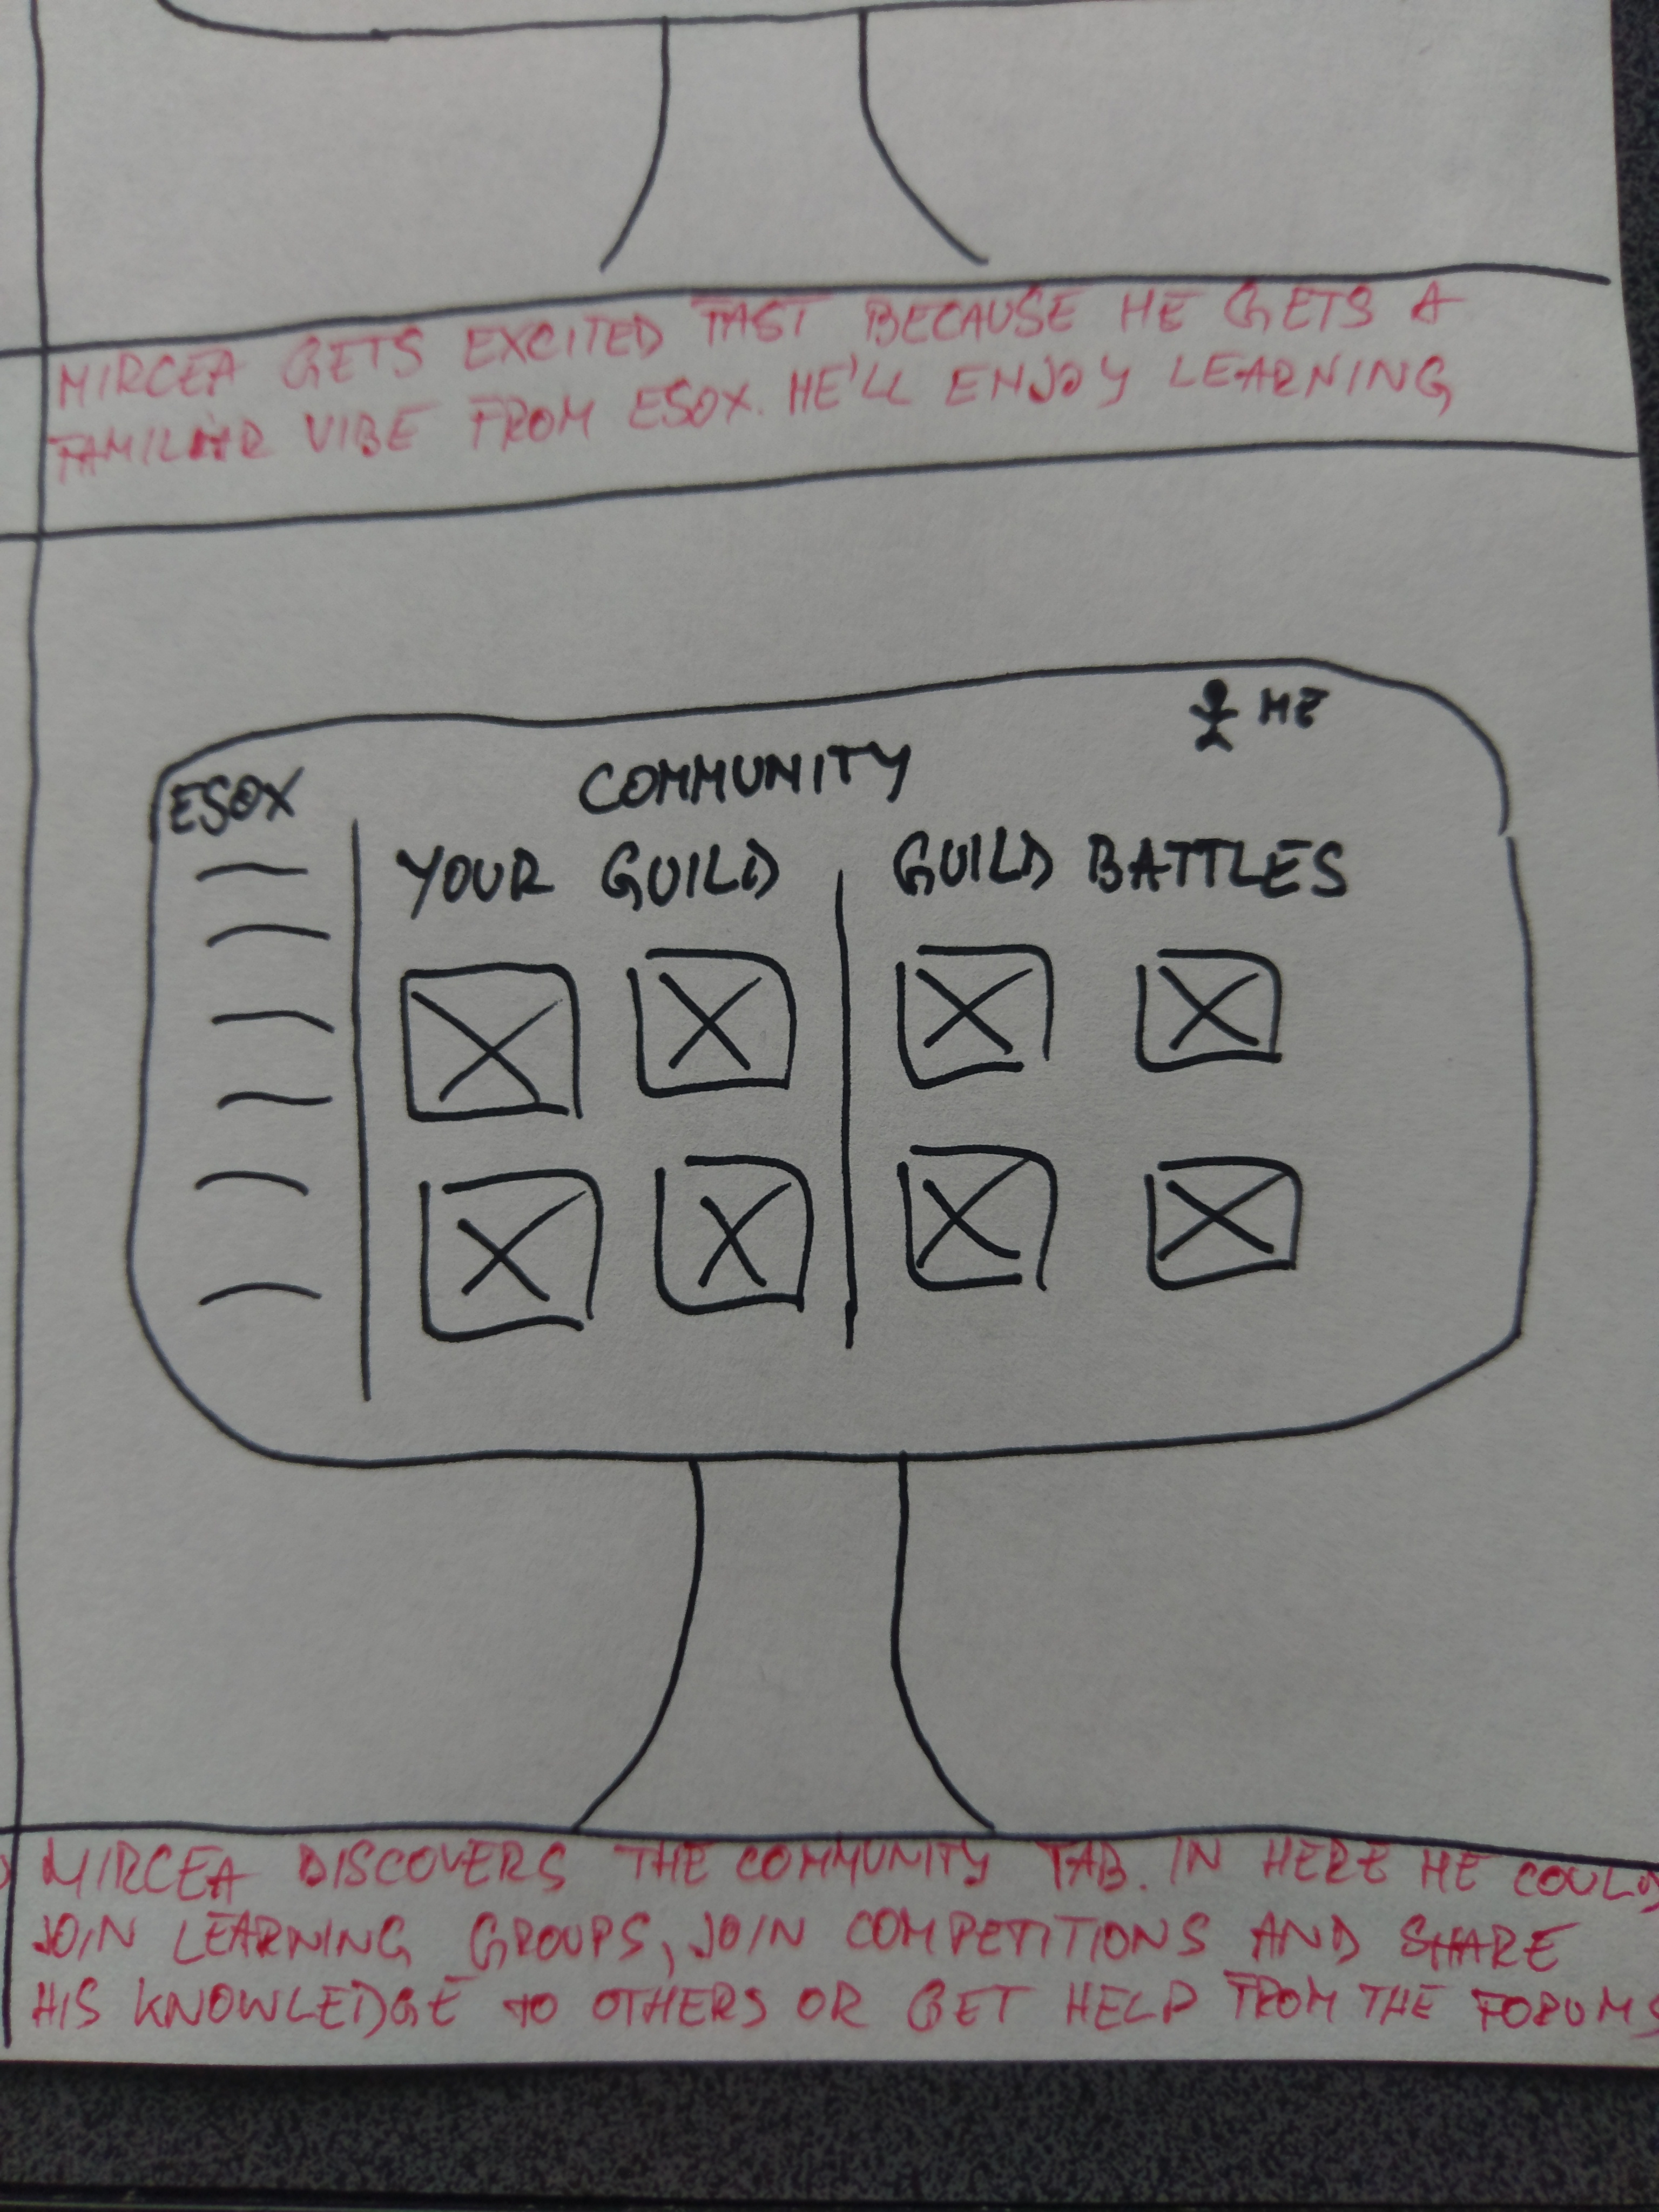 MIRCEA GETS EXCITED FAST BECAUSE HE GETS A
FAMILIAR VIBE FROM ESOX. HE'LL ENJOY LEARNING
ME
ESOX
COMMUNITY
YOUR GUILD
GUILD BATTLES
MIRCEA DISCOVERS THE COMMUNITY TAB. IN HERE HE COULD
JOIN LEARNING GROUPS, JOIN COMPETITIONS AND SHARE
HIS KNOWLEDGE TO OTHERS OR GET HELP FROM THE FORUMS